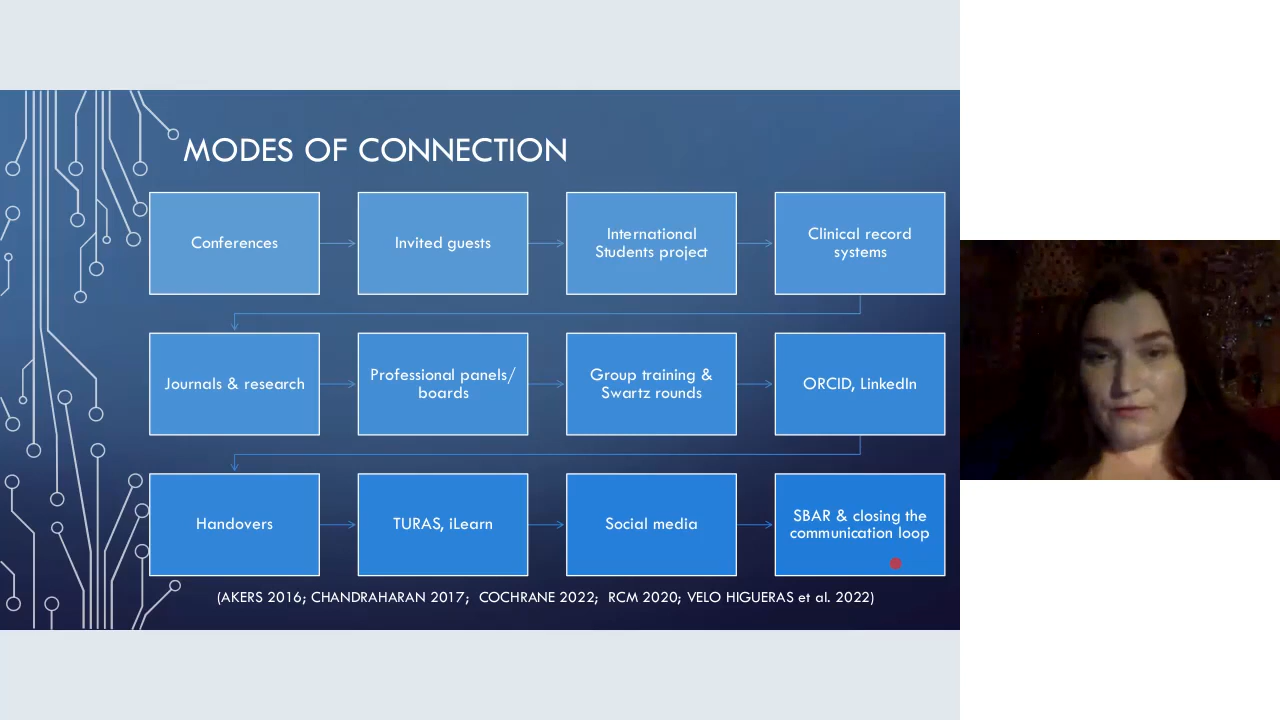 MODES OF CONNECTION
Conferences
Invited guests
International
Students project
Clinical record
systems
Journals & research
Professional panels/
boards
Group training &
Swartz rounds
ORCID, LinkedIn
Handovers
TURAS, iLearn
Social media
SBAR & closing the
communication loop
(AKERS 2016; CHANDRAHARAN 2017; COCHRANE 2022; RCM 2020; VELO HIGUERAS et al. 2022)